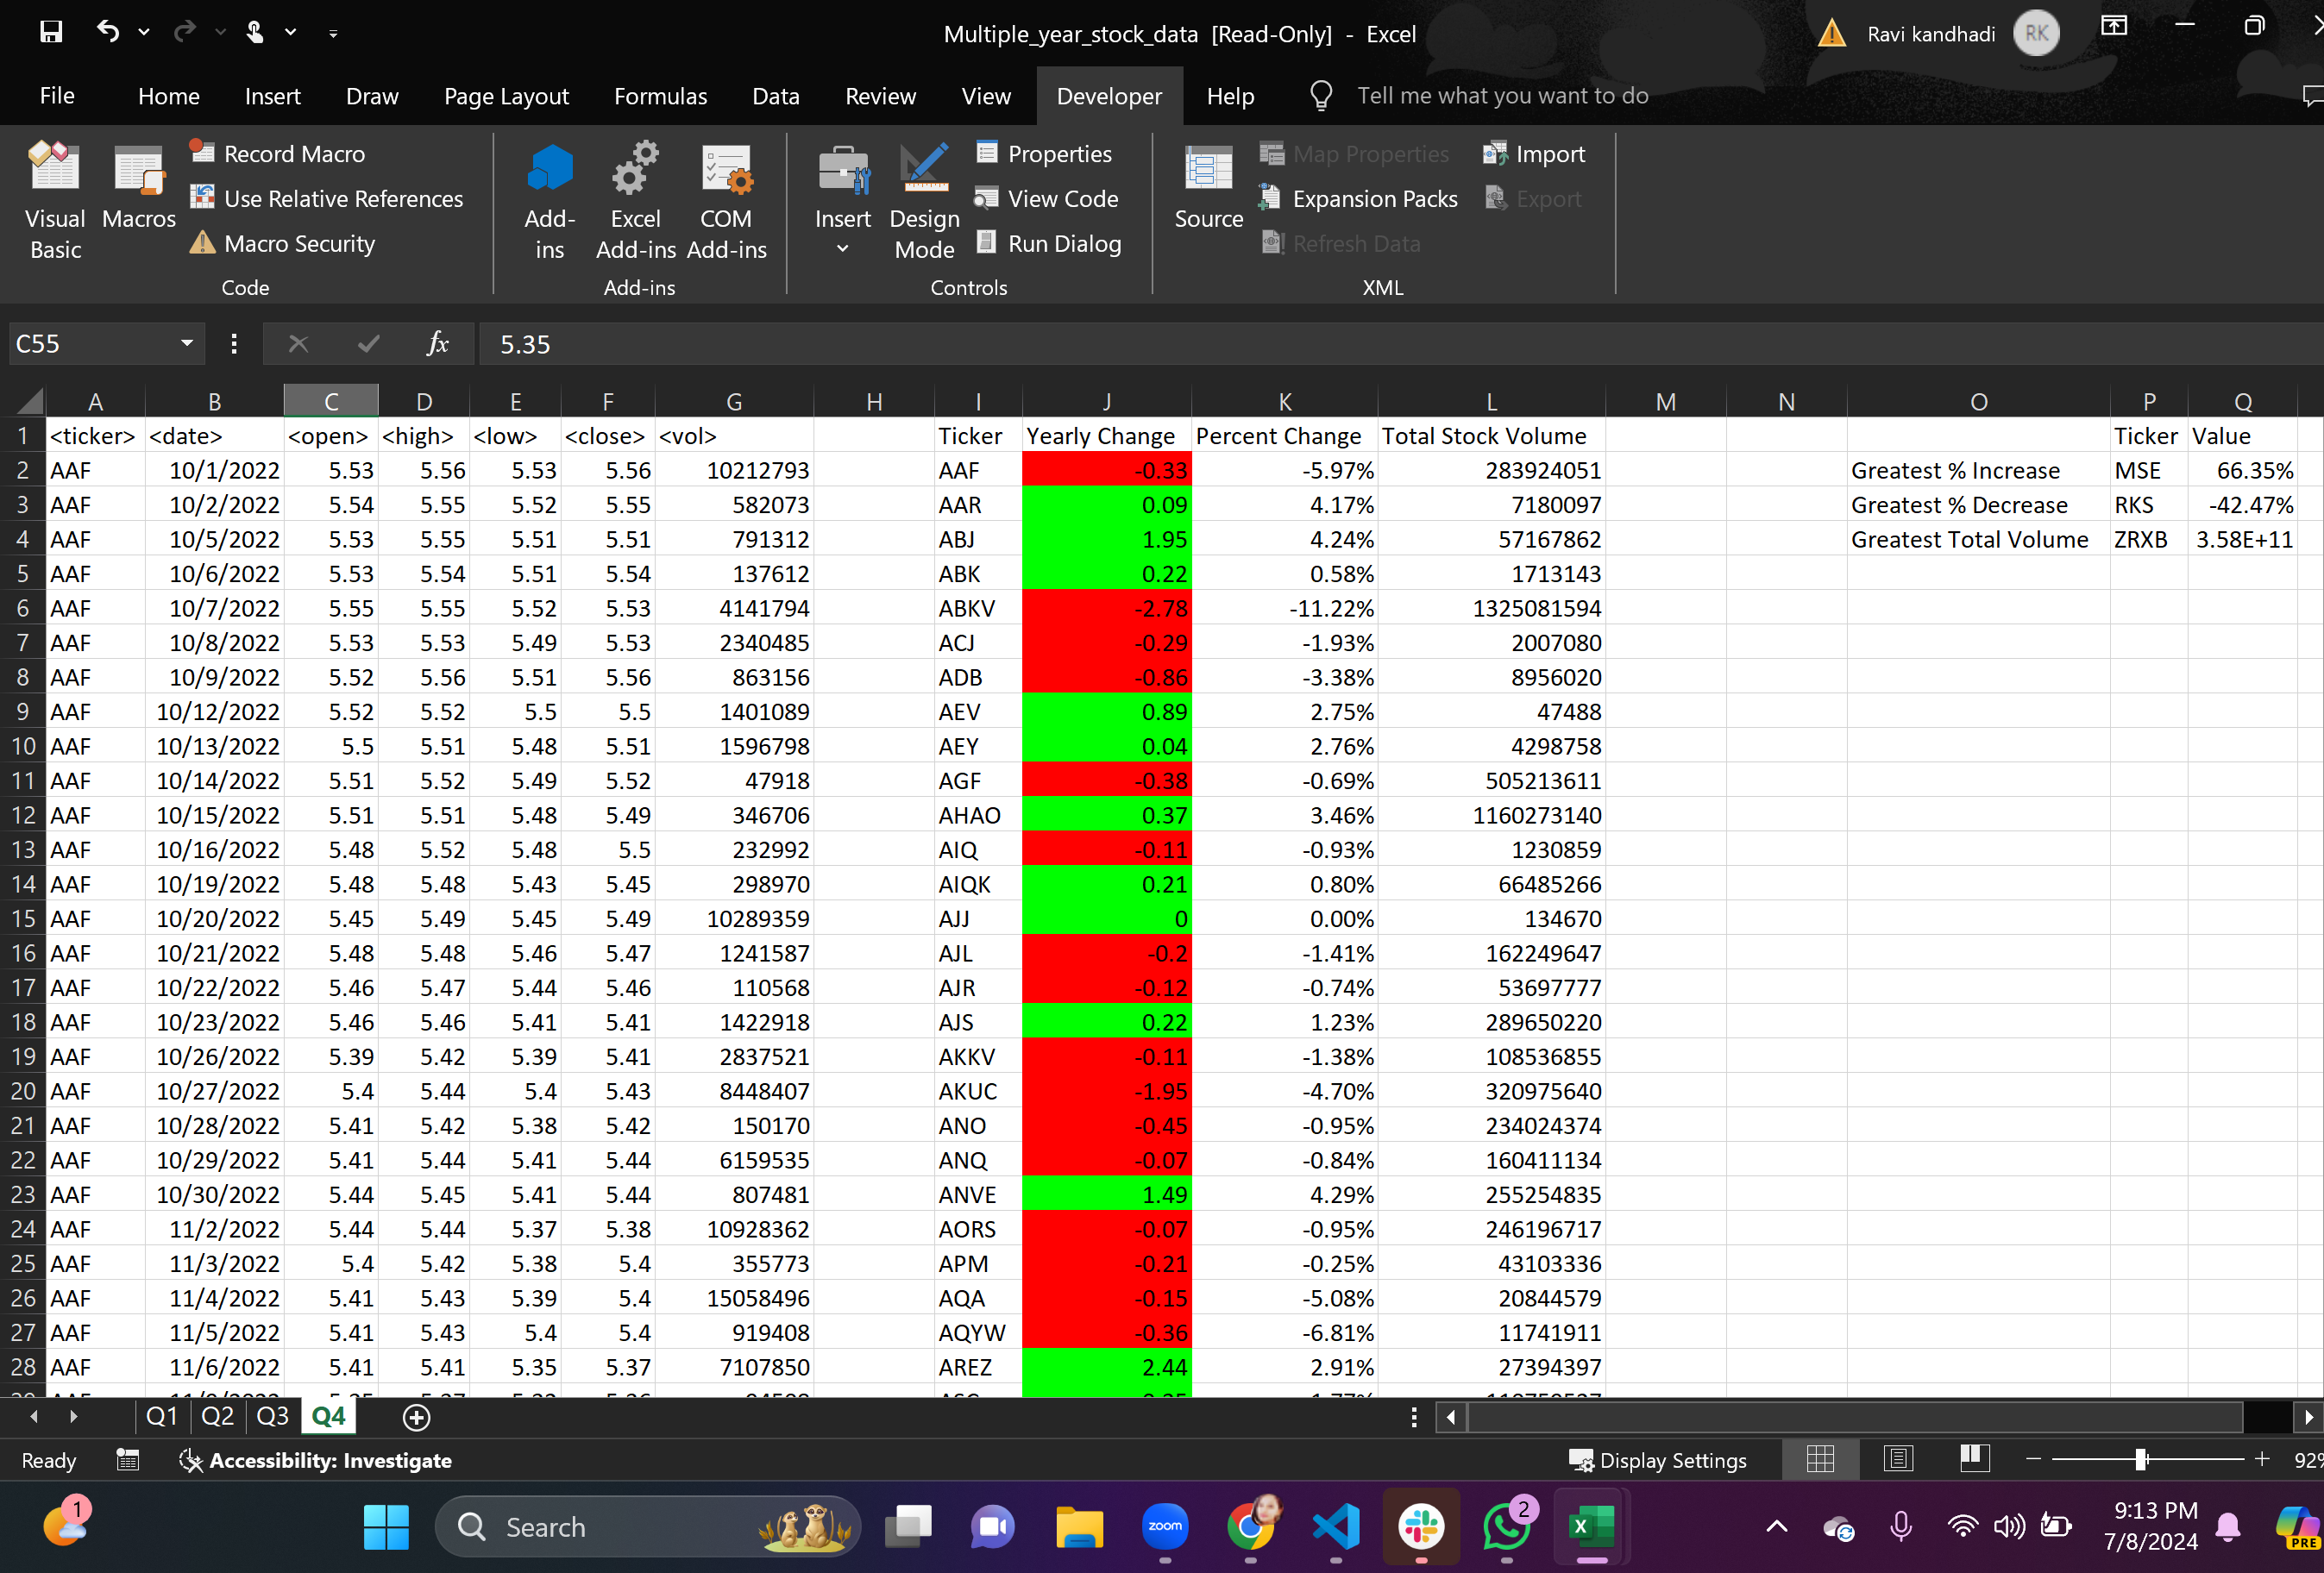 Multiple_year_stock_data [Read-Only] - Excel
Ravi kandhadi RK
File Home Insert Draw Page Layout Formulas Data Review View Developer Help Tell me what you want to do
Visual Basic
Macros
Record Macro
Use Relative References
Macro Security
Code
Add-ins
Excel Add-ins
COM Add-ins
Add-ins
Insert
Design Mode
Properties
View Code
Run Dialog
Controls
Source
Map Properties
Expansion Packs
Refresh Data
Import
Export
XML
C55 fx 5.35
A B C D E F G H I J K L M N O P Q
1 <ticker> <date> <open> <high> <low> <close> <vol> Ticker Yearly Change Percent Change Total Stock Volume Ticker Value
2 AAF 10/1/2022 5.53 5.56 5.53 5.56 10212793 AAF -0.33 -5.97% 283924051 Greatest % Increase MSE 66.35%
3 AAF 10/2/2022 5.54 5.55 5.52 5.55 582073 AAR 0.09 4.17% 7180097 Greatest % Decrease RKS -42.47%
4 AAF 10/5/2022 5.53 5.55 5.51 5.51 791312 ABJ 1.95 4.24% 57167862 Greatest Total Volume ZRXB 3.58E+11
5 AAF 10/6/2022 5.53 5.54 5.51 5.54 137612 ABK 0.22 0.58% 1713143
6 AAF 10/7/2022 5.55 5.55 5.52 5.53 4141794 ABKV -2.78 -11.22% 1325081594
7 AAF 10/8/2022 5.53 5.53 5.49 5.53 2340485 ACJ -0.29 -1.93% 2007080
8 AAF 10/9/2022 5.52 5.56 5.51 5.56 863156 ADB -0.86 -3.38% 8956020
9 AAF 10/12/2022 5.52 5.52 5.5 5.5 1401089 AEV 0.89 2.75% 47488
10 AAF 10/13/2022 5.5 5.51 5.48 5.51 1596798 AEY 0.04 2.76% 4298758
11 AAF 10/14/2022 5.51 5.52 5.49 5.52 47918 AGF -0.38 -0.69% 505213611
12 AAF 10/15/2022 5.51 5.51 5.48 5.49 346706 AHAO 0.37 3.46% 1160273140
13 AAF 10/16/2022 5.48 5.52 5.48 5.5 232992 AIQ -0.11 -0.93% 1230859
14 AAF 10/19/2022 5.48 5.48 5.43 5.45 298970 AIQK 0.21 0.80% 66485266
15 AAF 10/20/2022 5.45 5.49 5.45 5.49 10289359 AJJ 0 0.00% 134670
16 AAF 10/21/2022 5.48 5.48 5.46 5.47 1241587 AJL -0.2 -1.41% 162249647
17 AAF 10/22/2022 5.46 5.47 5.44 5.46 110568 AJR -0.12 -0.74% 53697777
18 AAF 10/23/2022 5.46 5.46 5.41 5.41 1422918 AJS 0.22 1.23% 289650220
19 AAF 10/26/2022 5.39 5.42 5.39 5.41 2837521 AKKV -0.11 -1.38% 108536855
20 AAF 10/27/2022 5.4 5.44 5.4 5.43 8448407 AKUC -1.95 -4.70% 320975640
21 AAF 10/28/2022 5.41 5.42 5.38 5.42 150170 ANO -0.45 -0.95% 234024374
22 AAF 10/29/2022 5.41 5.44 5.41 5.44 6159535 ANQ -0.07 -0.84% 160411134
23 AAF 10/30/2022 5.44 5.45 5.41 5.44 807481 ANVE 1.49 4.29% 255254835
24 AAF 11/2/2022 5.44 5.44 5.37 5.38 10928362 AORS -0.07 -0.95% 246196717
25 AAF 11/3/2022 5.4 5.42 5.38 5.4 355773 APM -0.21 -0.25% 43103336
26 AAF 11/4/2022 5.41 5.43 5.39 5.4 15058496 AQA -0.15 -5.08% 20844579
27 AAF 11/5/2022 5.41 5.43 5.4 5.4 919408 AQYW -0.36 -6.81% 11741911
28 AAF 11/6/2022 5.41 5.41 5.35 5.37 7107850 AREZ 2.44 2.91% 27394397
Q1 Q2 Q3 Q4
Ready Accessibility: Investigate Display Settings 92%
1 Search zoom 2 9:13 PM
7/8/2024 PRE